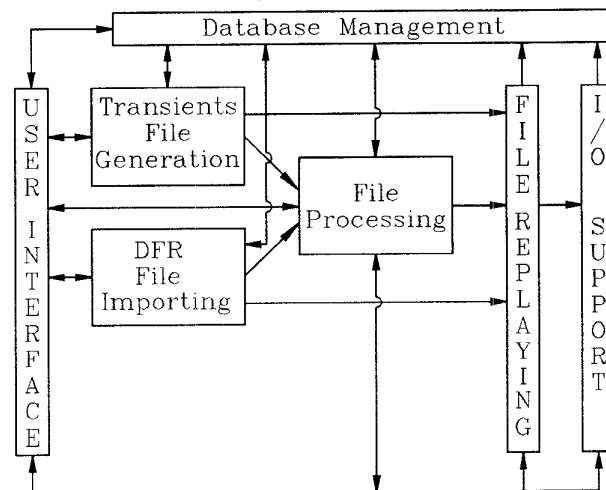 Database Management
USER INTERFACE
Transients
File
Generation
DFR
File
Importing
File
Processing
FILE REPLAYING
I/O SUPPORT